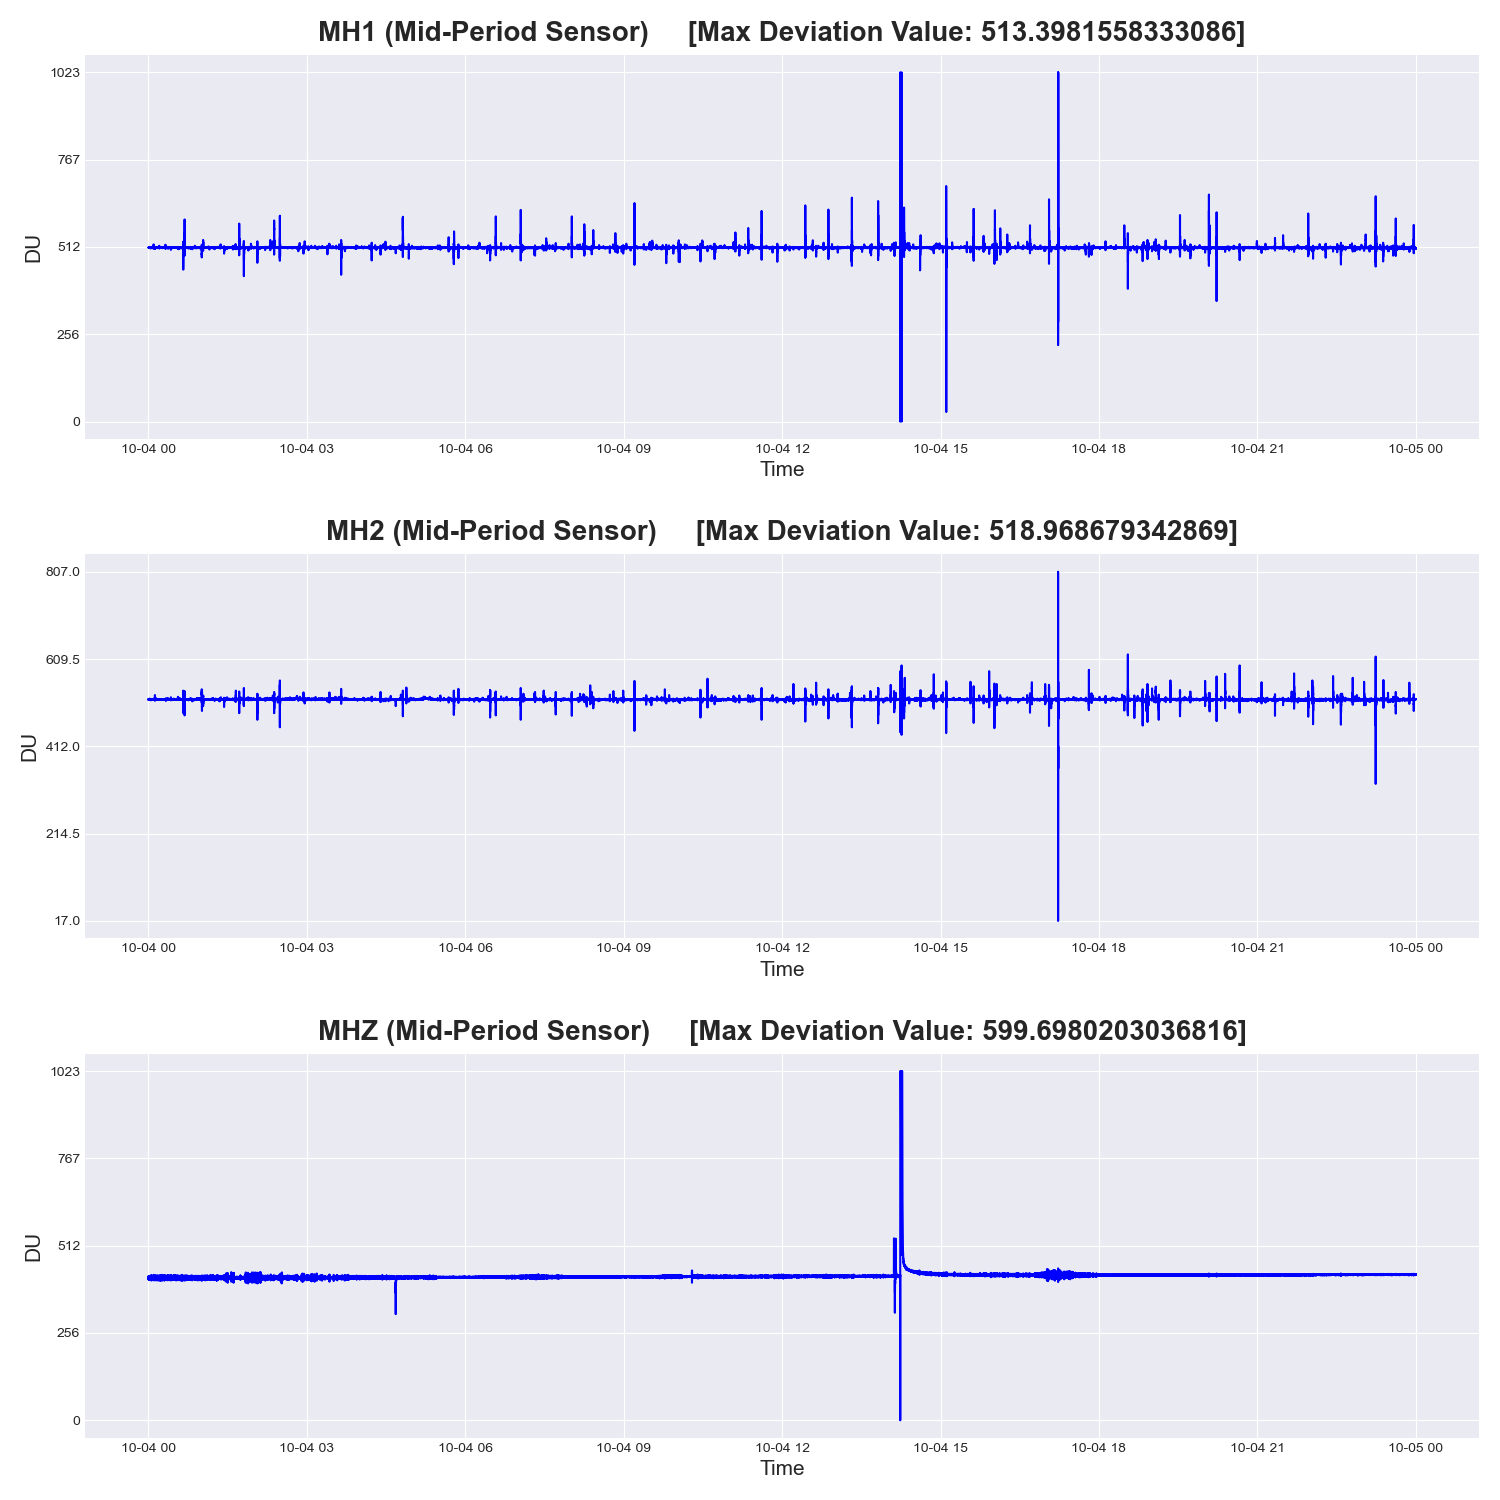 MH1 (Mid-Period Sensor) [Max Deviation Value: 513.3981558333086]
1023
767
512
256
0
DU
10-04 00 10-04 03 10-04 06 10-04 09 10-04 12 10-04 15 10-04 18 10-04 21 10-05 00
Time
MH2 (Mid-Period Sensor) [Max Deviation Value: 518.968679342869]
807.0
609.5
412.0
214.5
17.0
DU
10-04 00 10-04 03 10-04 06 10-04 09 10-04 12 10-04 15 10-04 18 10-04 21 10-05 00
Time
MHZ (Mid-Period Sensor) [Max Deviation Value: 599.6980203036816]
1023
767
512
256
0
DU
10-04 00 10-04 03 10-04 06 10-04 09 10-04 12 10-04 15 10-04 18 10-04 21 10-05 00
Time